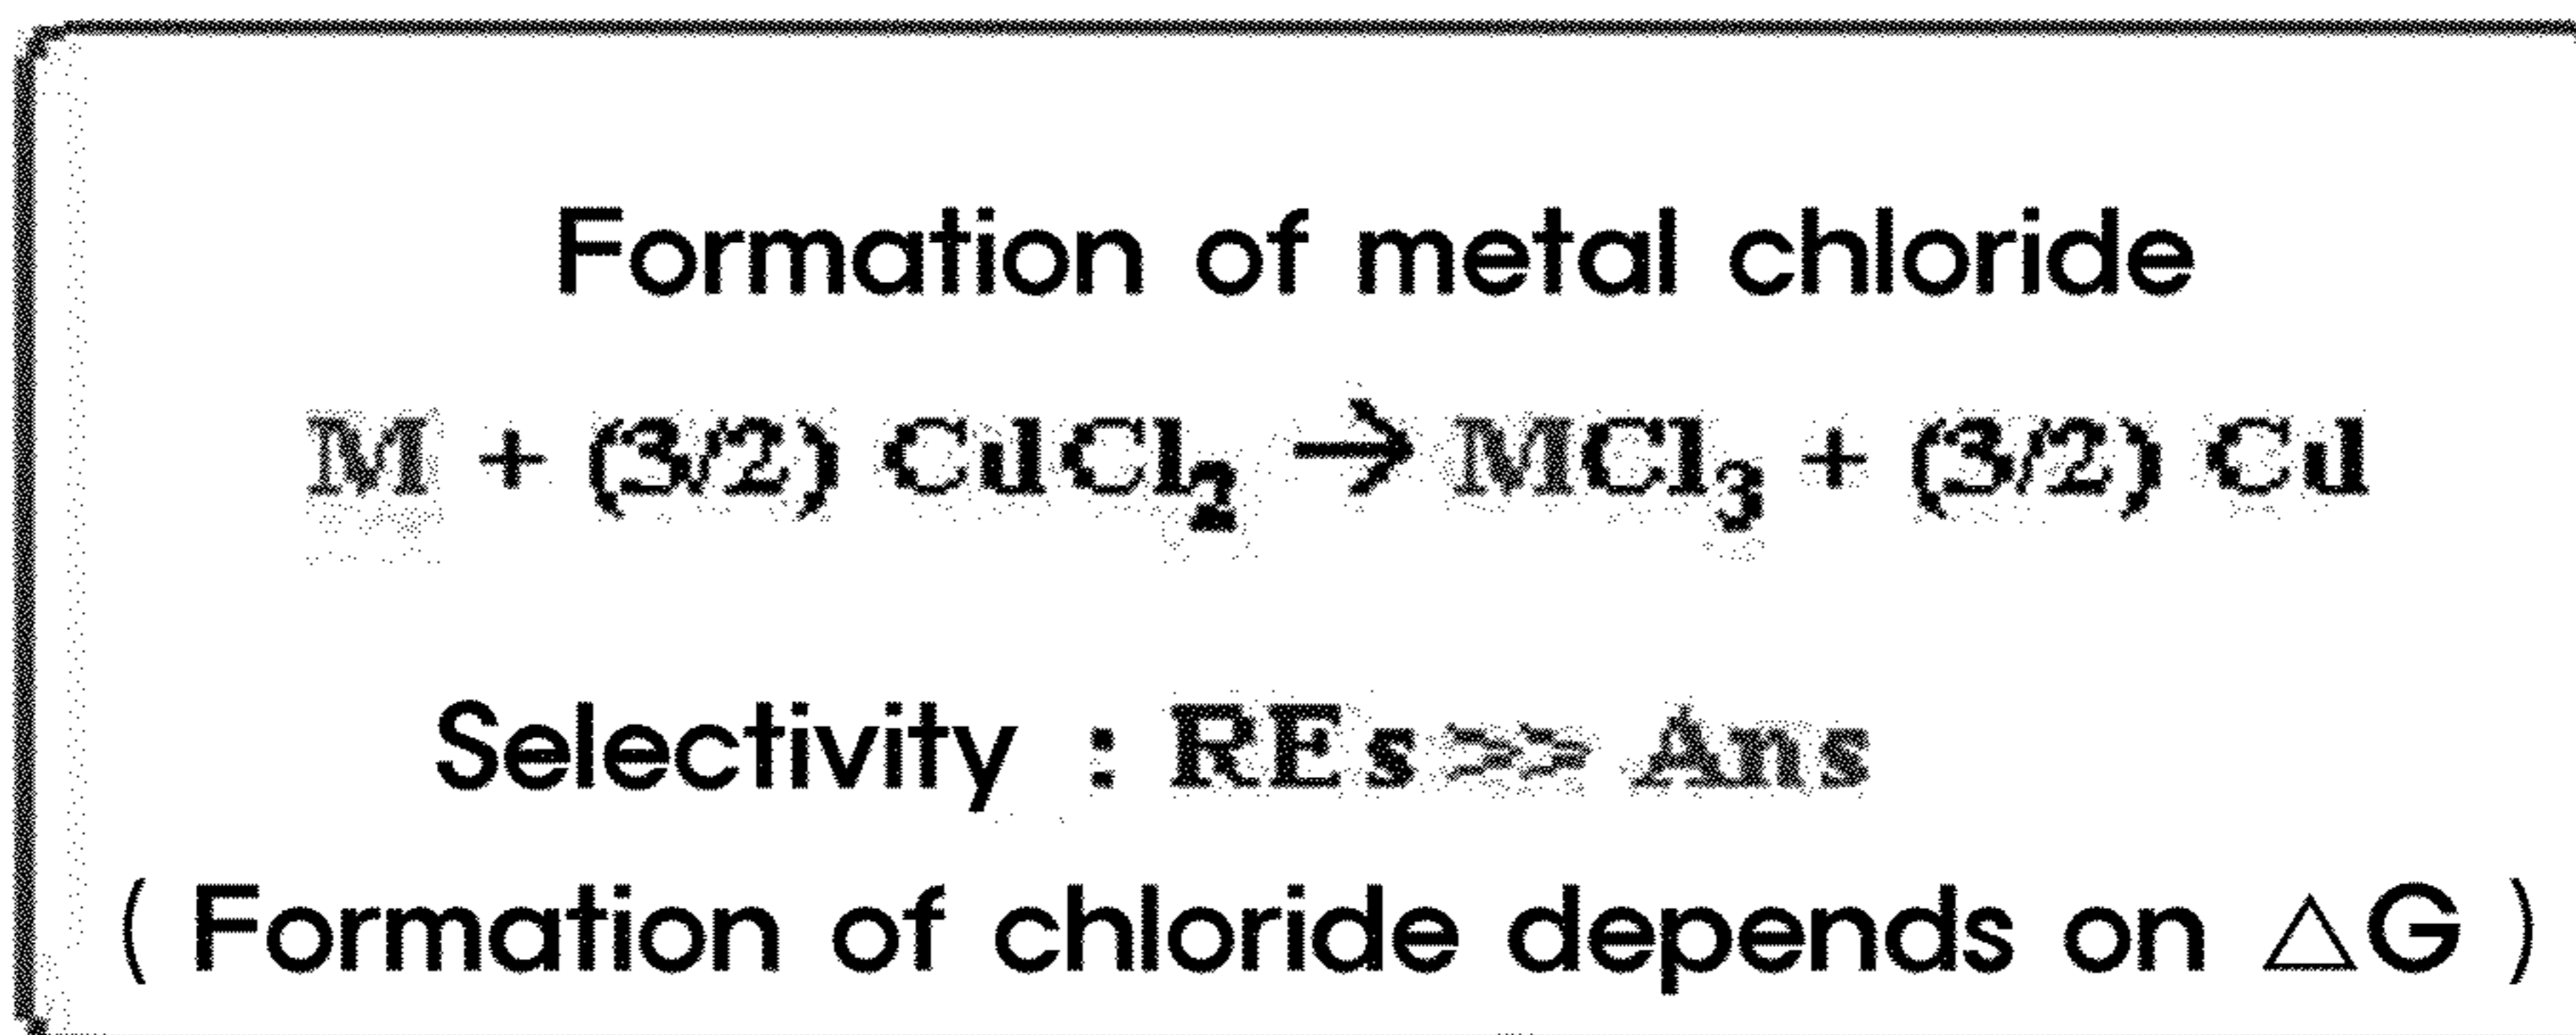 Formation of metal chloride
M + (3/2) CdCl₂ → MCl₃ + (3/2) Cd
Selectivity : REs >> Ans
( Formation of chloride depends on △G )